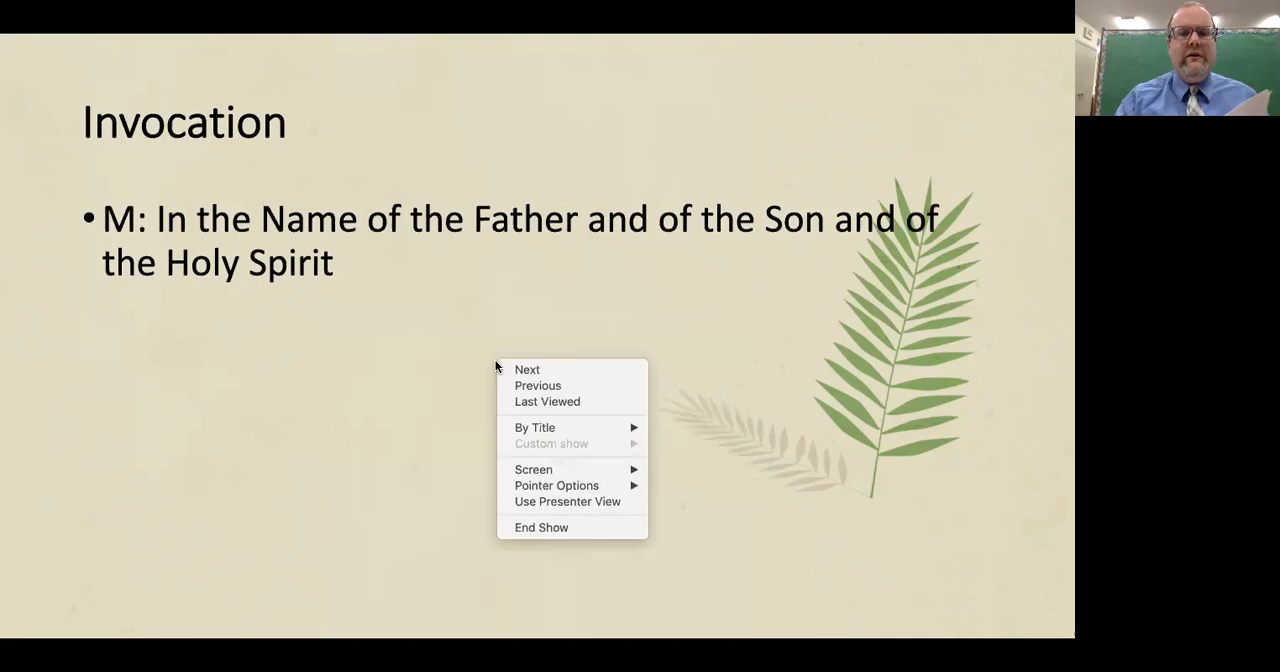 Invocation
• M: In the Name of the Father and of the Son and of
the Holy Spirit
Next
Previous
Last Viewed
By Title
Custom show
Screen
Pointer Options
Use Presenter View
End Show